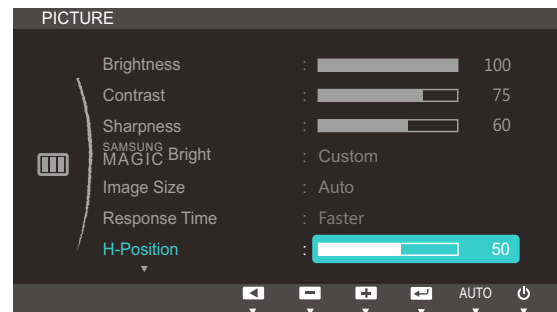 PICTURE
Brightness : 100
Contrast : 75
Sharpness : 60
SAMSUNG MAGIC Bright : Custom
Image Size : Auto
Response Time : Faster
H-Position : 50
AUTO